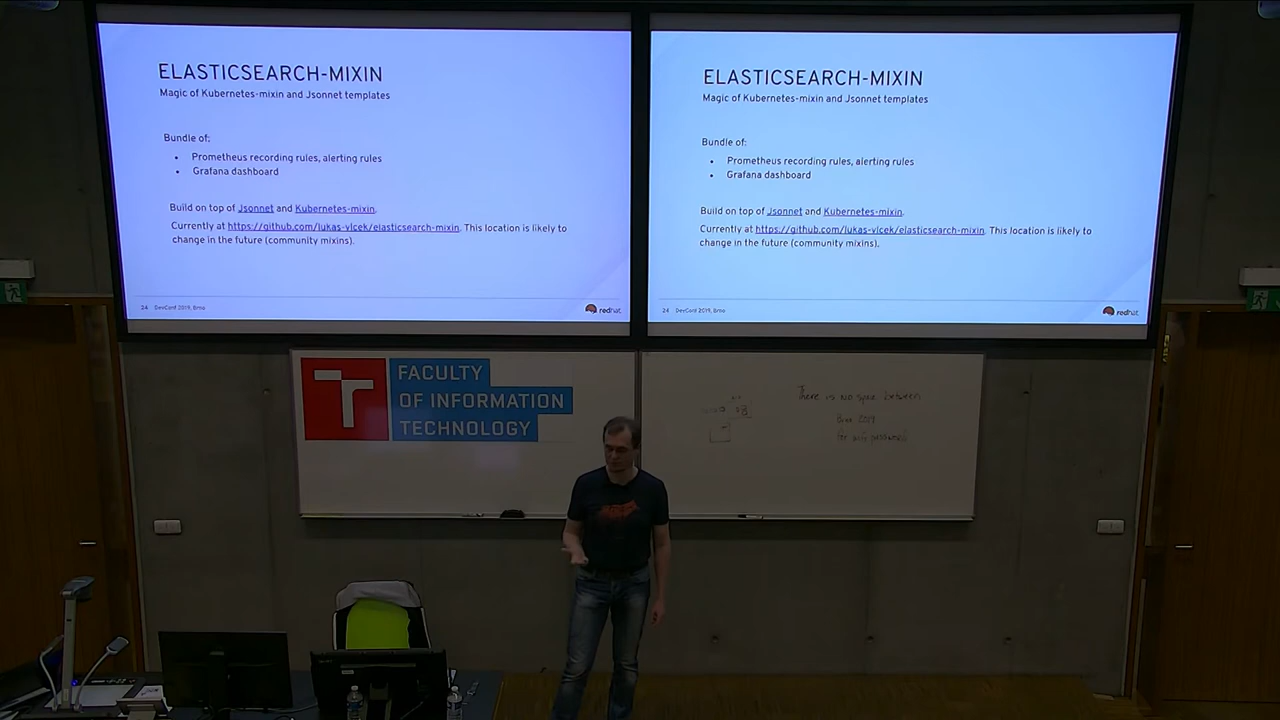 ELASTICSEARCH-MIXIN
Magic of Kubernetes-mixin and Jsonnet templates
Bundle of:
• Prometheus recording rules, alerting rules
• Grafana dashboard
Build on top of Jsonnet and Kubernetes-mixin.
Currently at https://github.com/lukas-vlcek/elasticsearch-mixin. This location is likely to
change in the future (community mixins).
24 DevConf 2019, Brno
redhat
ELASTICSEARCH-MIXIN
Magic of Kubernetes-mixin and Jsonnet templates
Bundle of:
• Prometheus recording rules, alerting rules
• Grafana dashboard
Build on top of Jsonnet and Kubernetes-mixin.
Currently at https://github.com/lukas-vlcek/elasticsearch-mixin. This location is likely to
change in the future (community mixins).
24 DevConf 2019, Brno
redhat
T
FACULTY
OF INFORMATION
TECHNOLOGY
There is no space between